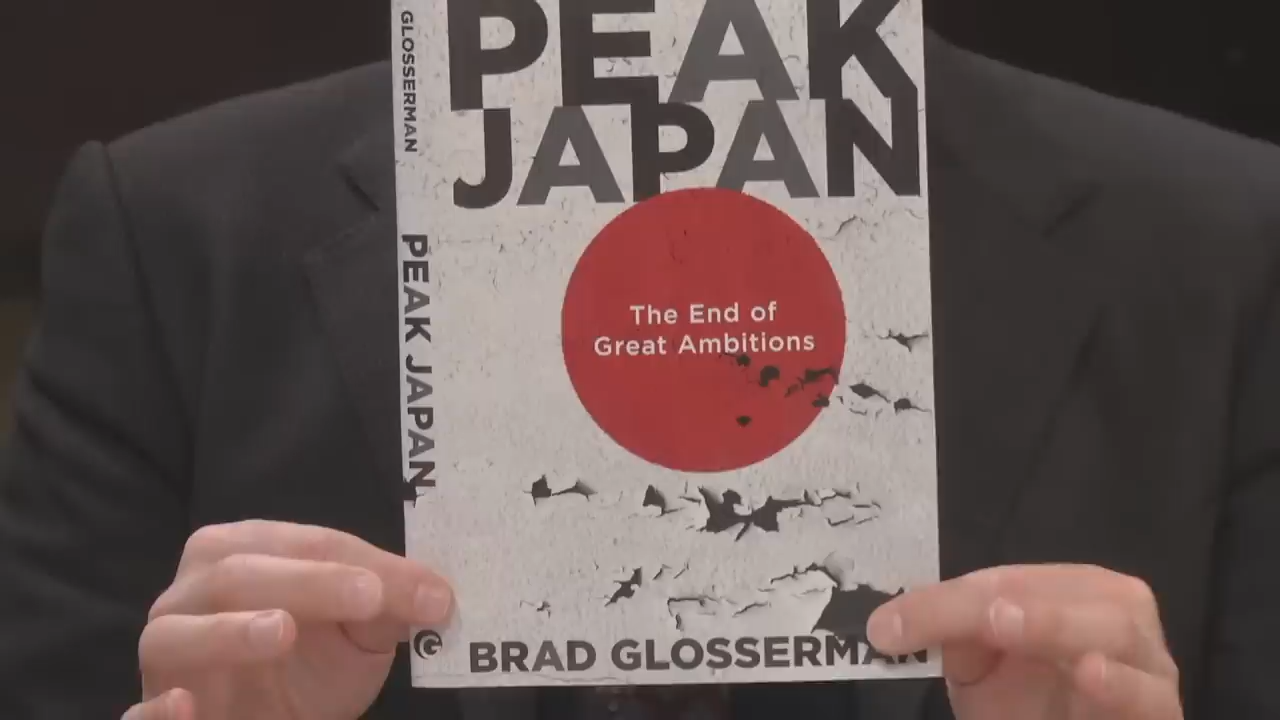 GLOSSERMAN
PEAK JAPAN
PEAK
JAPAN
The End of
Great Ambitions
BRAD GLOSSERMAN